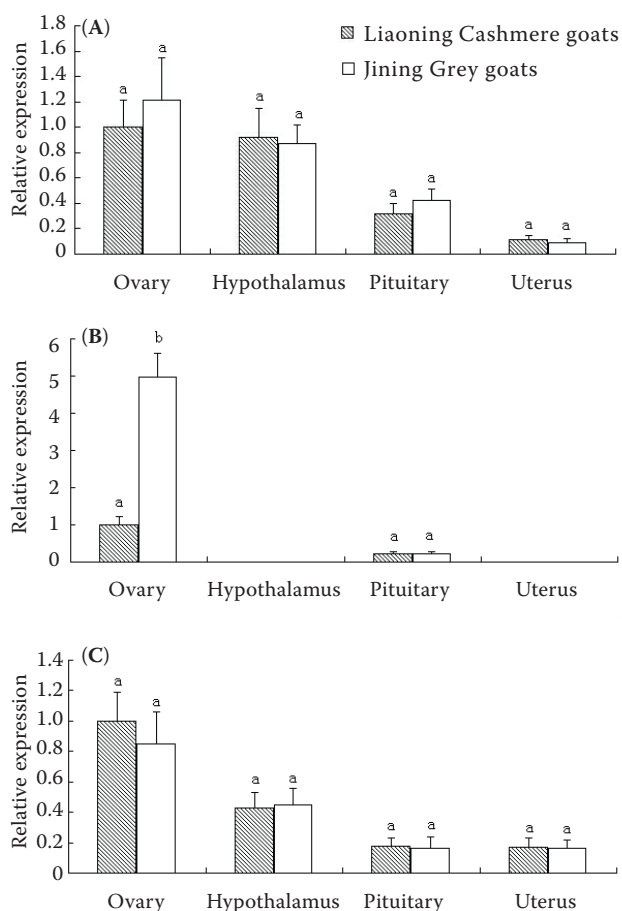 (A)
Liaoning Cashmere goats
Jining Grey goats
Relative expression
1.8
1.6
1.4
1.2
1.0
0.8
0.6
0.4
0.2
0
a a a a a a a a
Ovary Hypothalamus Pituitary Uterus
(B)
Relative expression
6
5
4
3
2
1
0
a b a a
Ovary Hypothalamus Pituitary Uterus
(C)
Relative expression
1.4
1.2
1.0
0.8
0.6
0.4
0.2
0
a a a a a a a a
Ovary Hypothalamus Pituitary Uterus